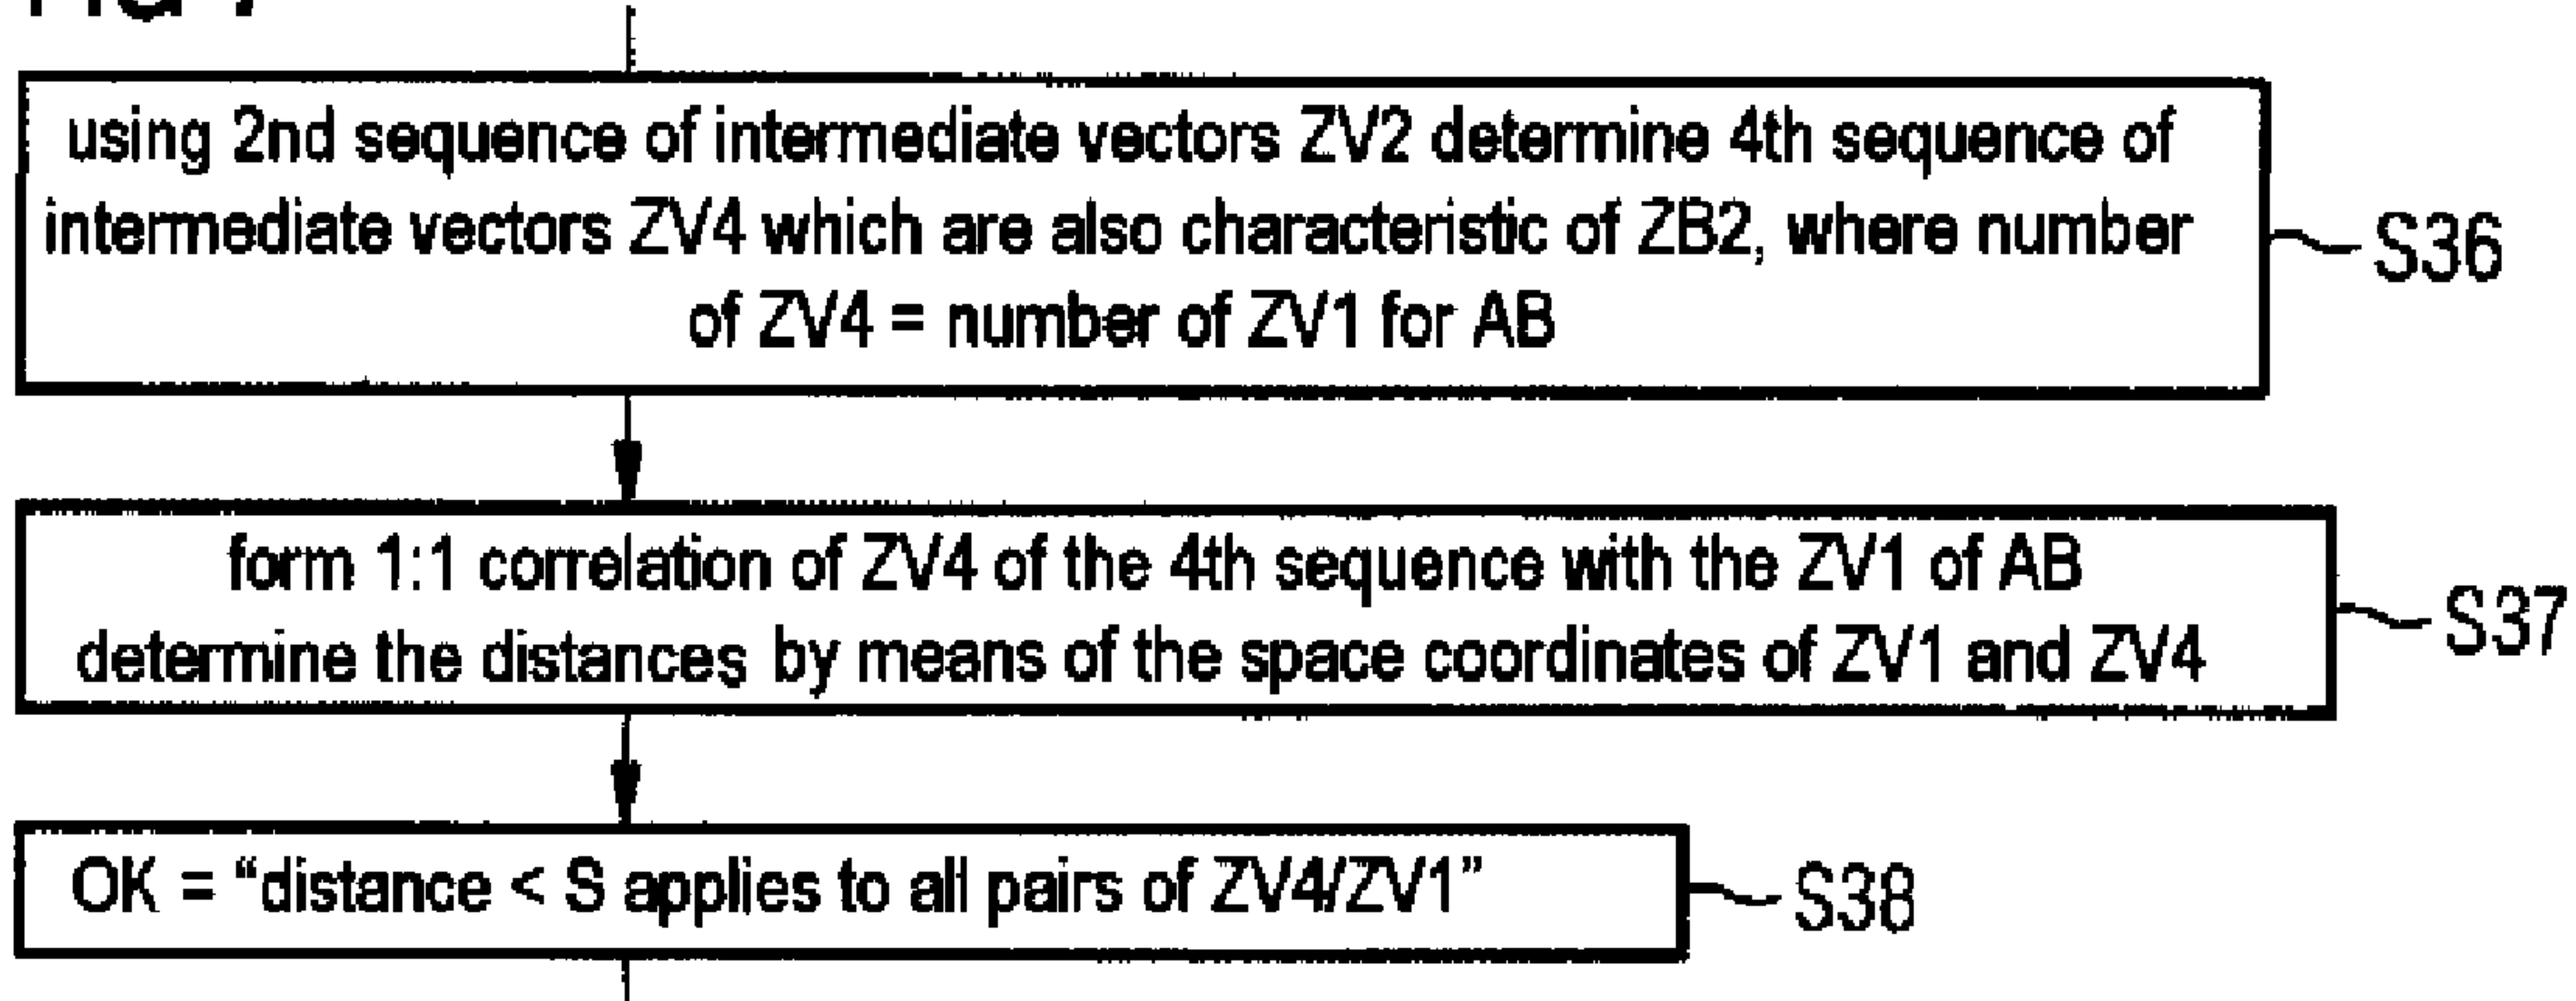 using 2nd sequence of intermediate vectors ZV2 determine 4th sequence of
intermediate vectors ZV4 which are also characteristic of ZB2, where number
of ZV4 = number of ZV1 for AB
S36
form 1:1 correlation of ZV4 of the 4th sequence with the ZV1 of AB
determine the distances by means of the space coordinates of ZV1 and ZV4
S37
OK = “distance < S applies to all pairs of ZV4/ZV1”
S38